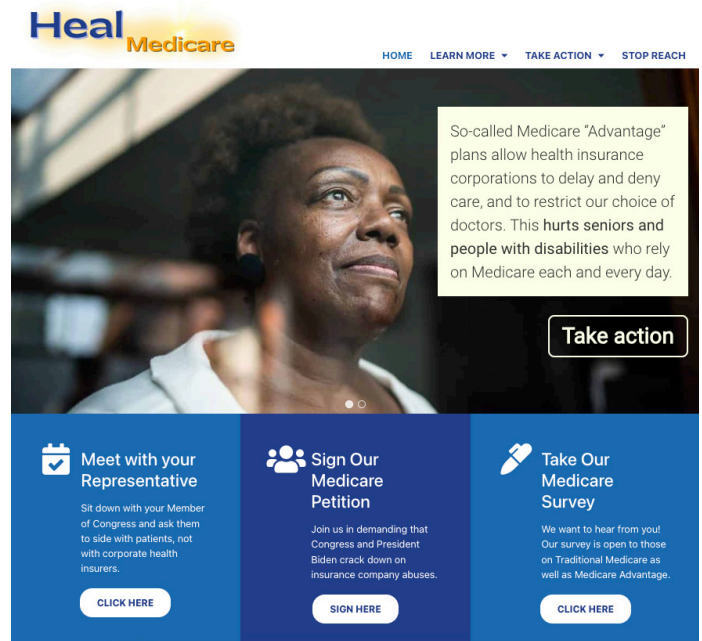 Heal
Medicare
HOME LEARN MORE TAKE ACTION STOP REACH
So-called Medicare “Advantage”
plans allow health insurance
corporations to delay and deny
care, and to restrict our choice of
doctors. This hurts seniors and
people with disabilities who rely
on Medicare each and every day.
Take action
Meet with your
Representative
Sit down with your Member
of Congress and ask them
to side with patients, not
with corporate health
insurers.
CLICK HERE
Sign Our
Medicare
Petition
Join us in demanding that
Congress and President
Biden crack down on
insurance company abuses.
SIGN HERE
Take Our
Medicare
Survey
We want to hear from you!
Our survey is open to those
on Traditional Medicare as
well as Medicare Advantage.
CLICK HERE